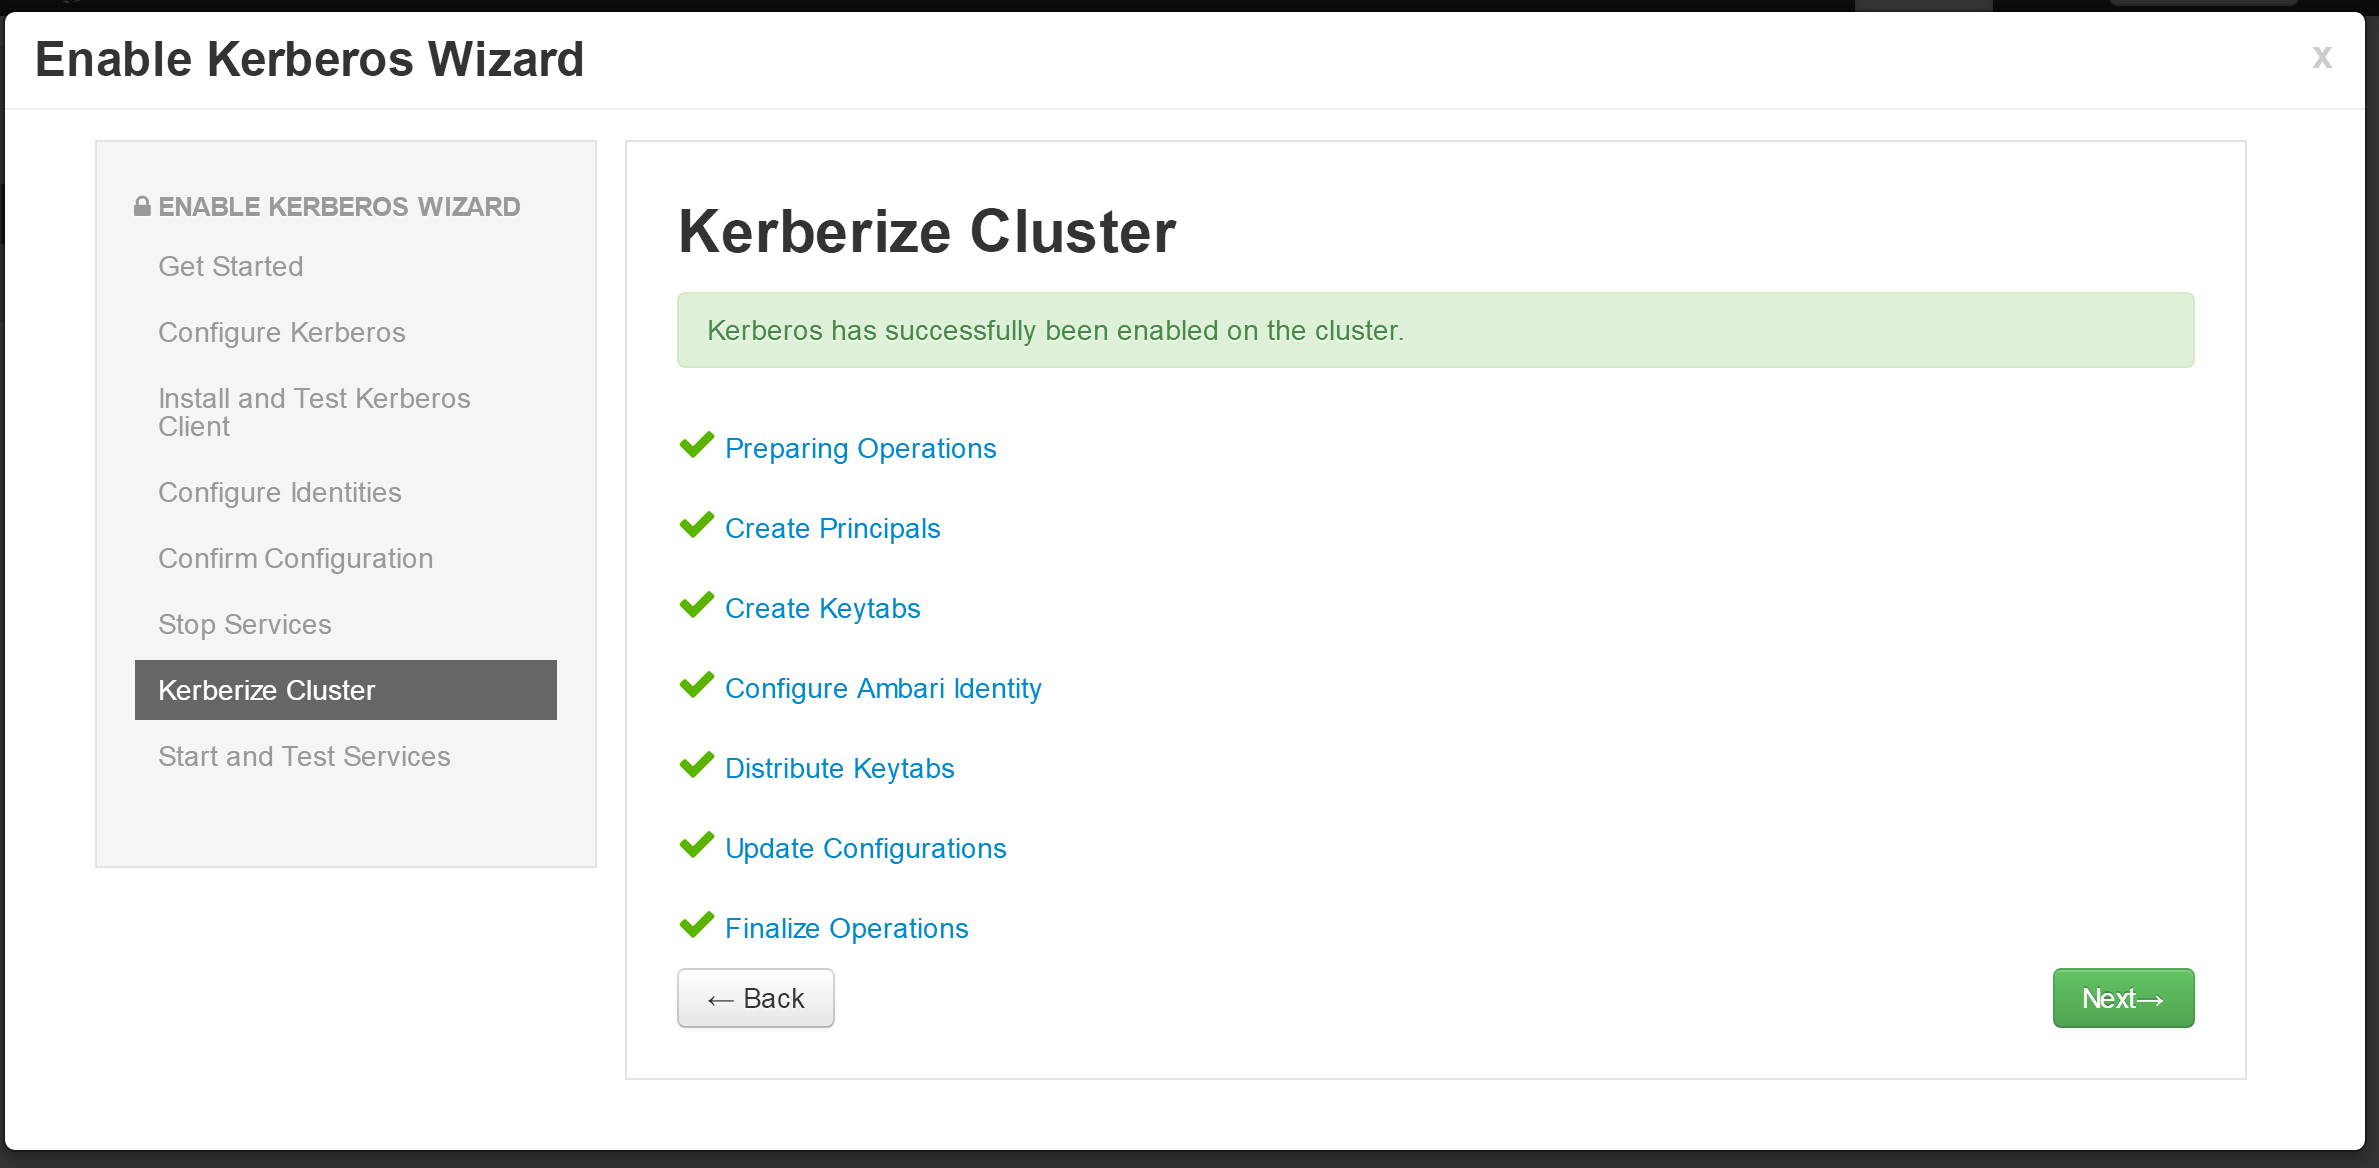 Enable Kerberos Wizard
x
ENABLE KERBEROS WIZARD
Get Started
Configure Kerberos
Install and Test Kerberos
Client
Configure Identities
Confirm Configuration
Stop Services
Kerberize Cluster
Start and Test Services
Kerberize Cluster
Kerberos has successfully been enabled on the cluster.
Preparing Operations
Create Principals
Create Keytabs
Configure Ambari Identity
Distribute Keytabs
Update Configurations
Finalize Operations
← Back
Next→